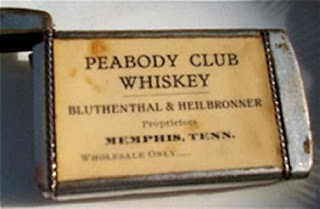 PEABODY CLUB
WHISKEY
BLUTHENTHAL & HEILBRONNER
Proprietors
MEMPHIS, TENN.
WHOLESALE ONLY.....